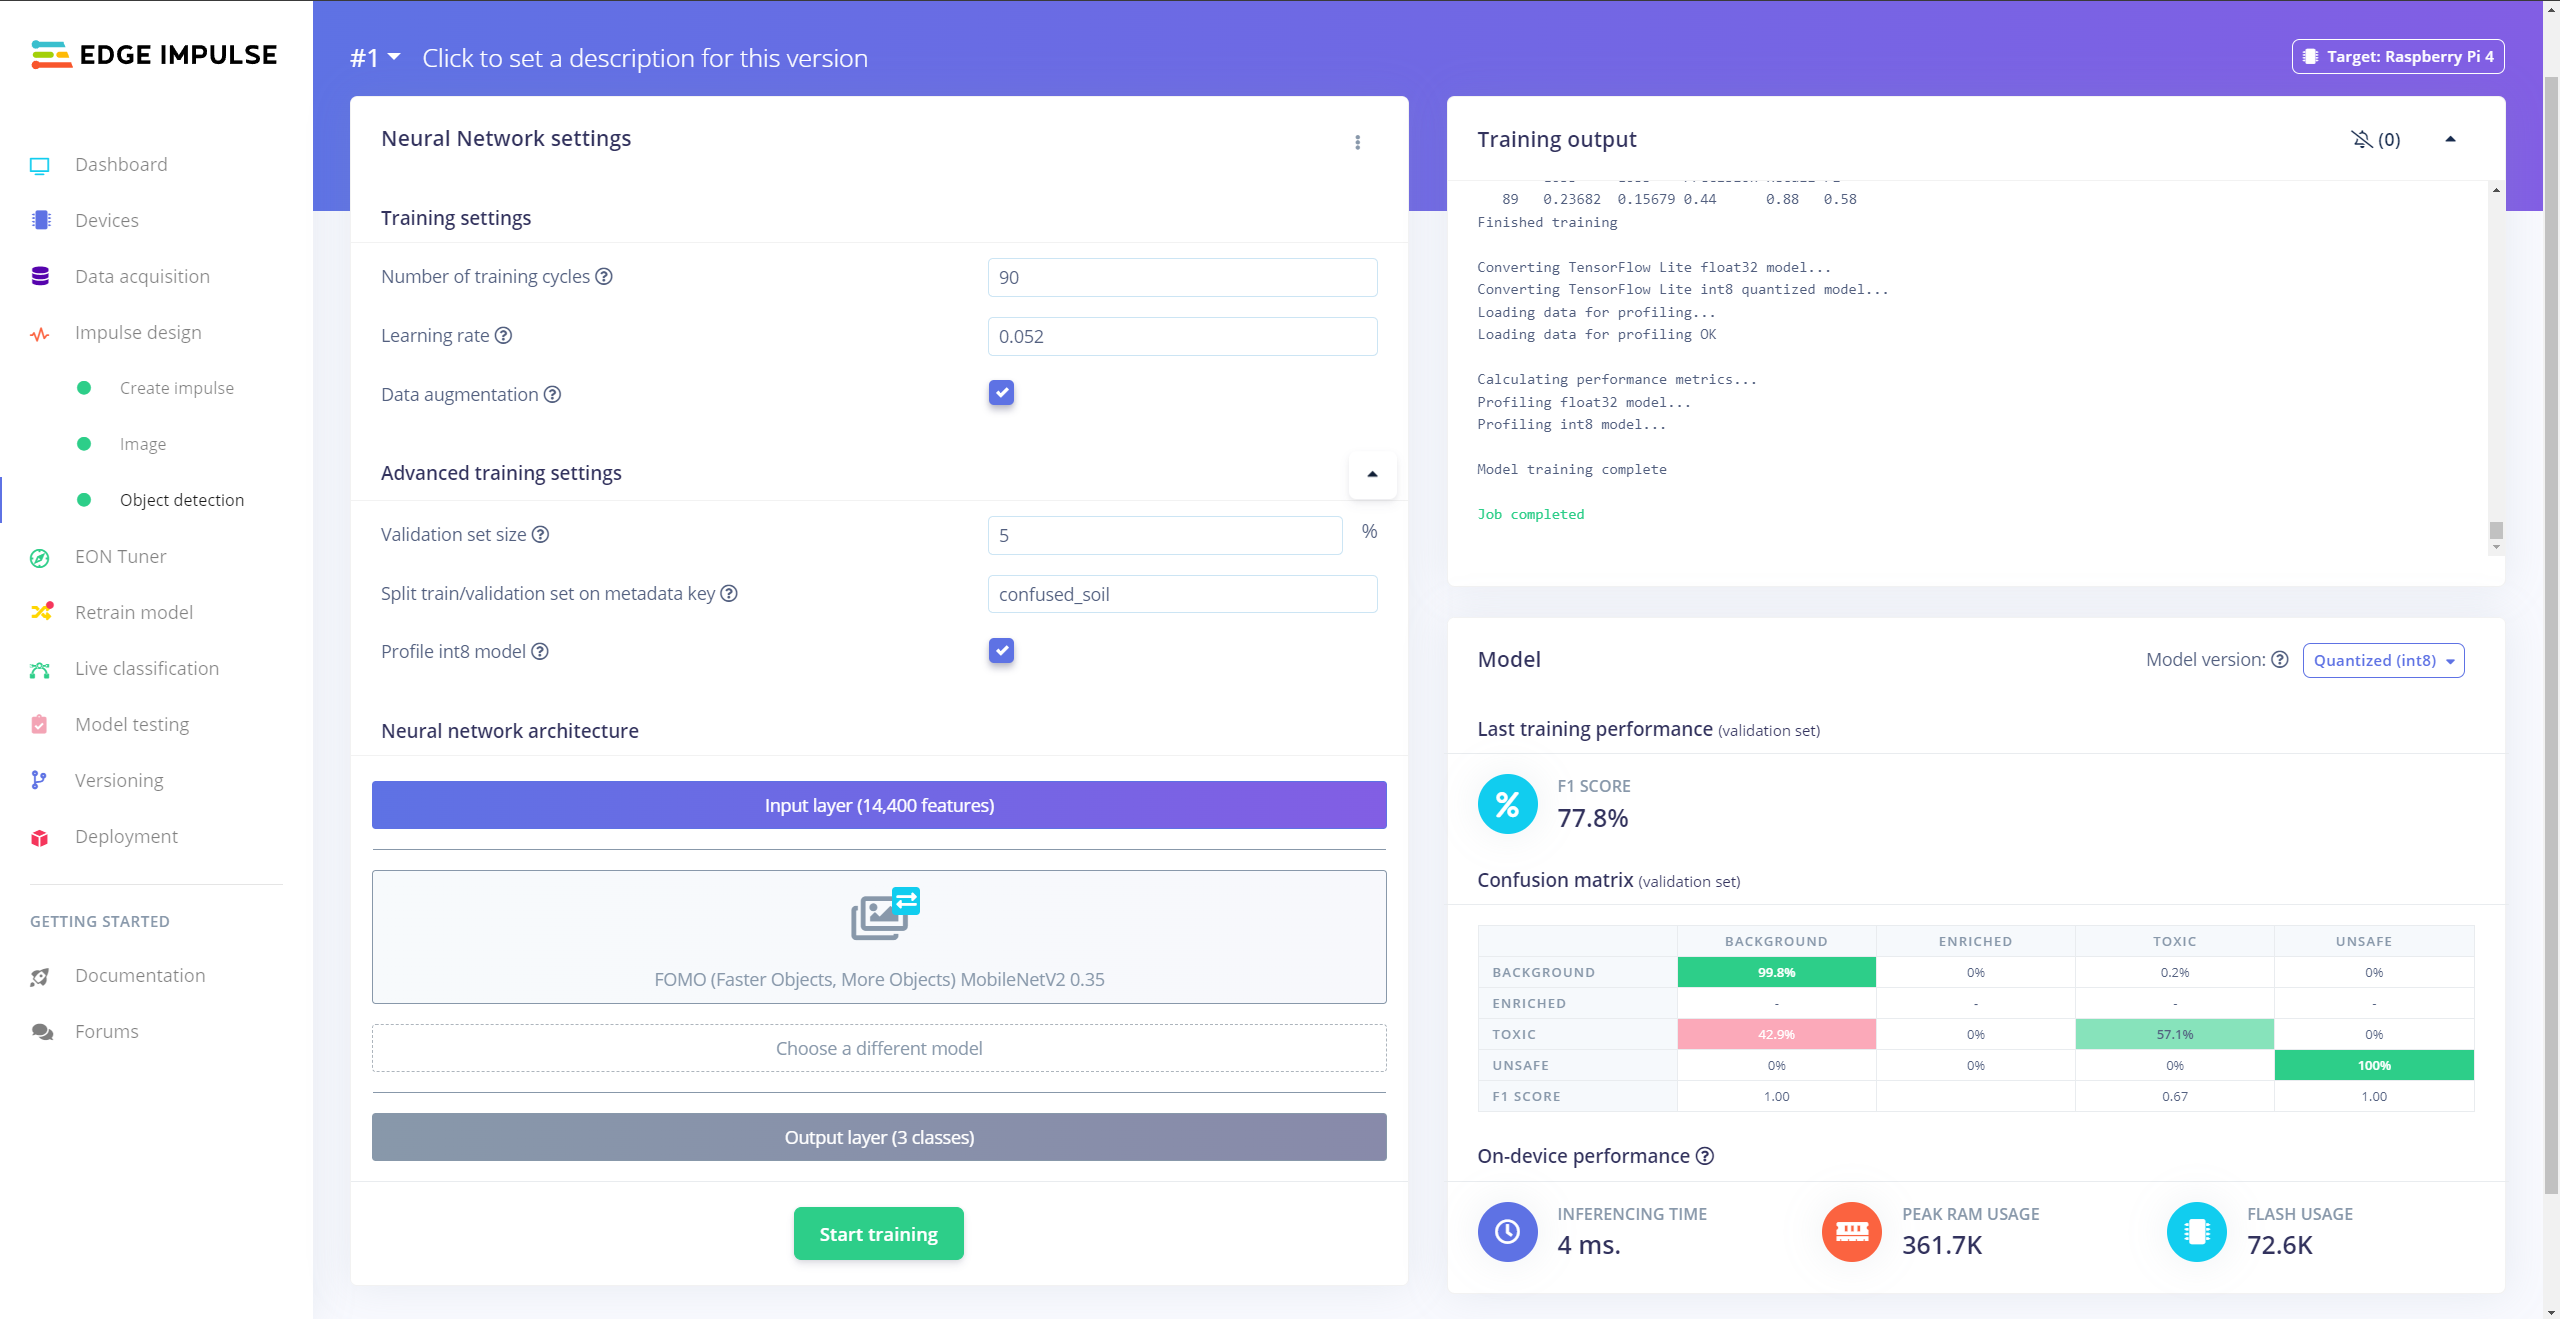 EDGE IMPULSE
Dashboard
Devices
Data acquisition
Impulse design
Create impulse
Image
Object detection
EON Tuner
Retrain model
Live classification
Model testing
Versioning
Deployment
GETTING STARTED
Documentation
Forums
#1 Click to set a description for this version
Target: Raspberry Pi 4
Neural Network settings
Training settings
Number of training cycles ?
90
Learning rate ?
0.052
Data augmentation ?
Advanced training settings
Validation set size ?
5 %
Split train/validation set on metadata key ?
confused_soil
Profile int8 model ?
Neural network architecture
Input layer (14,400 features)
FOMO (Faster Objects, More Objects) MobileNetV2 0.35
Choose a different model
Output layer (3 classes)
Start training
Training output
(0)
89 0.23682 0.15679 0.44 0.88 0.58
Finished training
Converting TensorFlow Lite float32 model...
Converting TensorFlow Lite int8 quantized model...
Loading data for profiling...
Loading data for profiling OK
Calculating performance metrics...
Profiling float32 model...
Profiling int8 model...
Model training complete
Job completed
Model
Model version: ? Quantized (int8)
Last training performance (validation set)
%
F1 SCORE
77.8%
Confusion matrix (validation set)
BACKGROUND ENRICHED TOXIC UNSAFE
BACKGROUND 99.8% 0% 0.2% 0%
ENRICHED - - - -
TOXIC 42.9% 0% 57.1% 0%
UNSAFE 0% 0% 0% 100%
F1 SCORE 1.00 0.67 1.00
On-device performance ?
INFERENCING TIME
4 ms.
PEAK RAM USAGE
361.7K
FLASH USAGE
72.6K